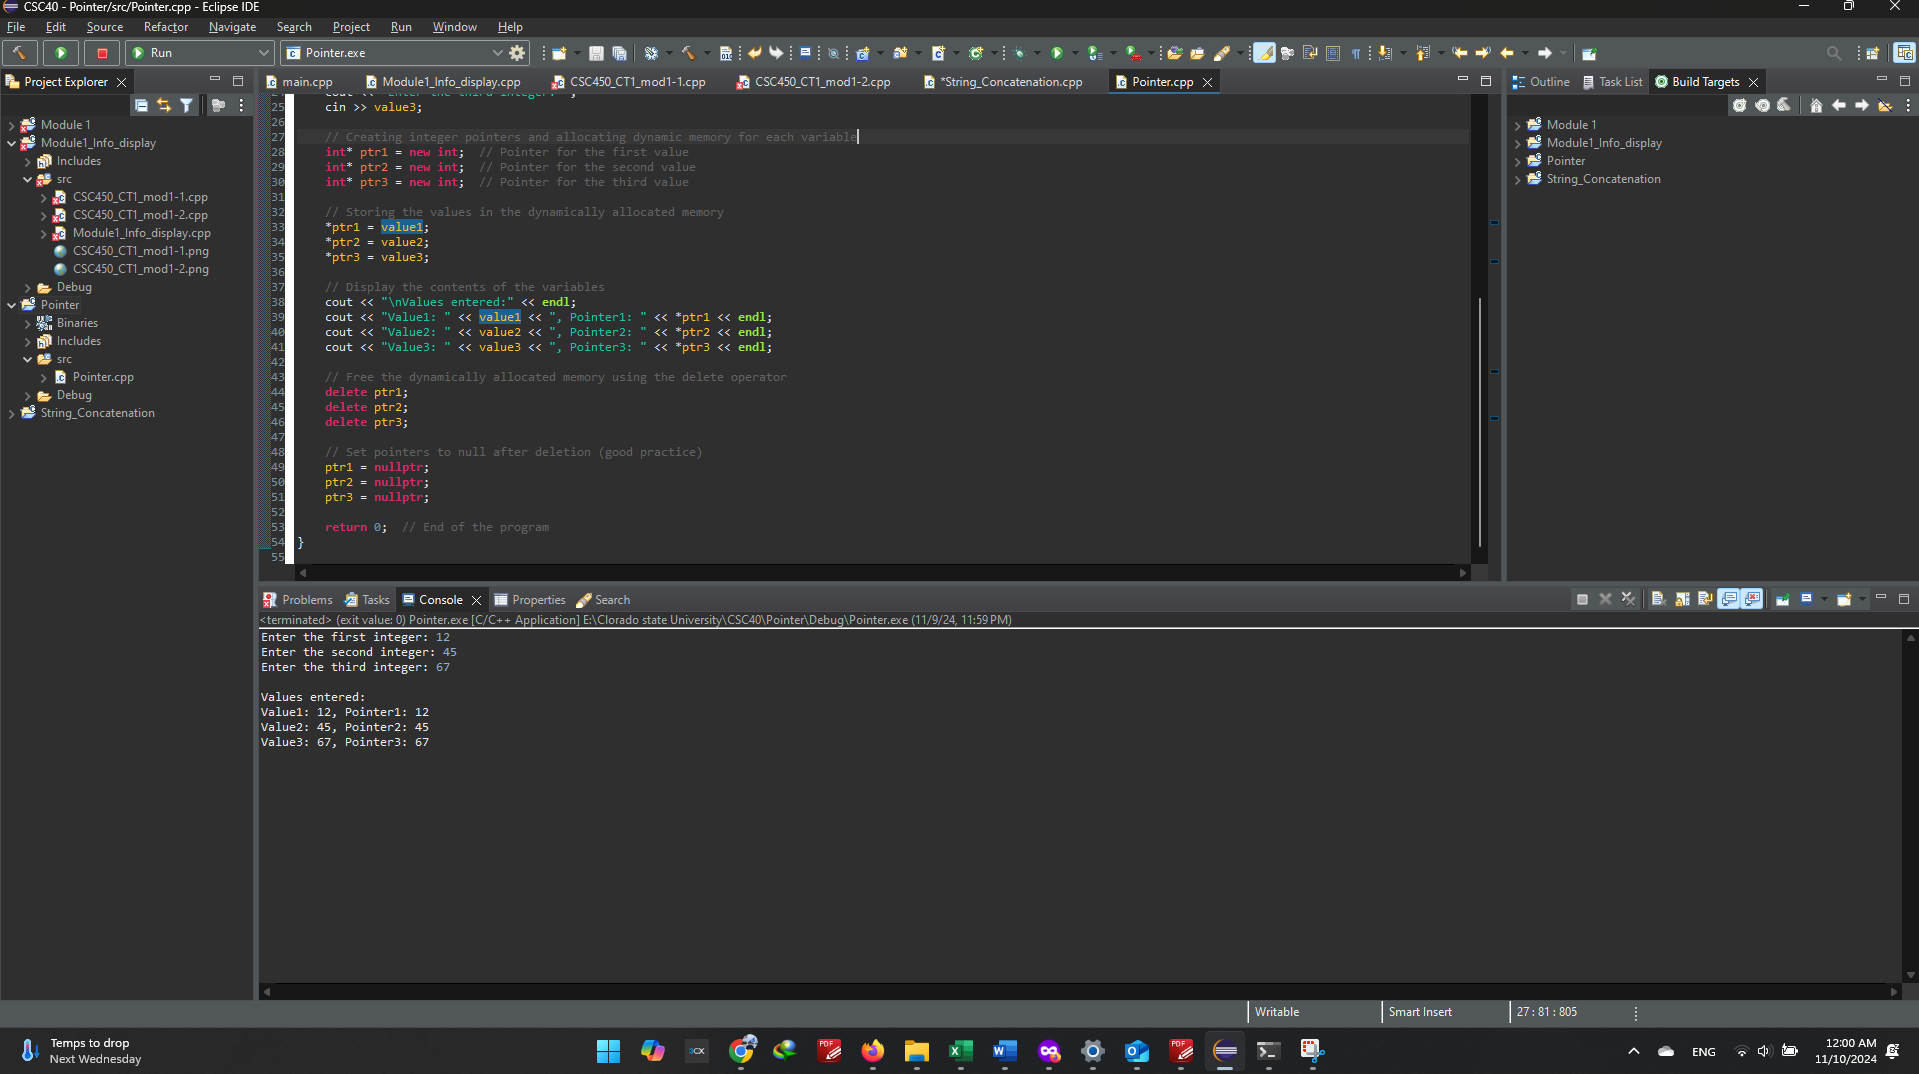 CSC40 - Pointer/src/Pointer.cpp - Eclipse IDE
File Edit Source Refactor Navigate Search Project Run Window Help
Run Pointer.exe
Project Explorer
Module 1
Module1_Info_display
Includes
src
CSC450_CT1_mod1-1.cpp
CSC450_CT1_mod1-2.cpp
Module1_Info_display.cpp
CSC450_CT1_mod1-1.png
CSC450_CT1_mod1-2.png
Debug
Pointer
Binaries
Includes
src
Pointer.cpp
Debug
String_Concatenation
main.cpp Module1_Info_display.cpp CSC450_CT1_mod1-1.cpp CSC450_CT1_mod1-2.cpp *String_Concatenation.cpp Pointer.cpp
25 cin >> value3;
26
27 // Creating integer pointers and allocating dynamic memory for each variable
28 int* ptr1 = new int; // Pointer for the first value
29 int* ptr2 = new int; // Pointer for the second value
30 int* ptr3 = new int; // Pointer for the third value
31
32 // Storing the values in the dynamically allocated memory
33 *ptr1 = value1;
34 *ptr2 = value2;
35 *ptr3 = value3;
36
37 // Display the contents of the variables
38 cout << "\nValues entered:" << endl;
39 cout << "Value1: " << value1 << ", Pointer1: " << *ptr1 << endl;
40 cout << "Value2: " << value2 << ", Pointer2: " << *ptr2 << endl;
41 cout << "Value3: " << value3 << ", Pointer3: " << *ptr3 << endl;
42
43 // Free the dynamically allocated memory using the delete operator
44 delete ptr1;
45 delete ptr2;
46 delete ptr3;
47
48 // Set pointers to null after deletion (good practice)
49 ptr1 = nullptr;
50 ptr2 = nullptr;
51 ptr3 = nullptr;
52
53 return 0; // End of the program
54 }
55
Outline Task List Build Targets
Module 1
Module1_Info_display
Pointer
String_Concatenation
Problems Tasks Console Properties Search
<terminated> (exit value: 0) Pointer.exe [C/C++ Application] E:\Clorado state University\CSC40\Pointer\Debug\Pointer.exe (11/9/24, 11:59 PM)
Enter the first integer: 12
Enter the second integer: 45
Enter the third integer: 67
Values entered:
Value1: 12, Pointer1: 12
Value2: 45, Pointer2: 45
Value3: 67, Pointer3: 67
Writable Smart Insert 27 : 81 : 805
Temps to drop
Next Wednesday
3CX
PDF
PDF
ENG
12:00 AM
11/10/2024